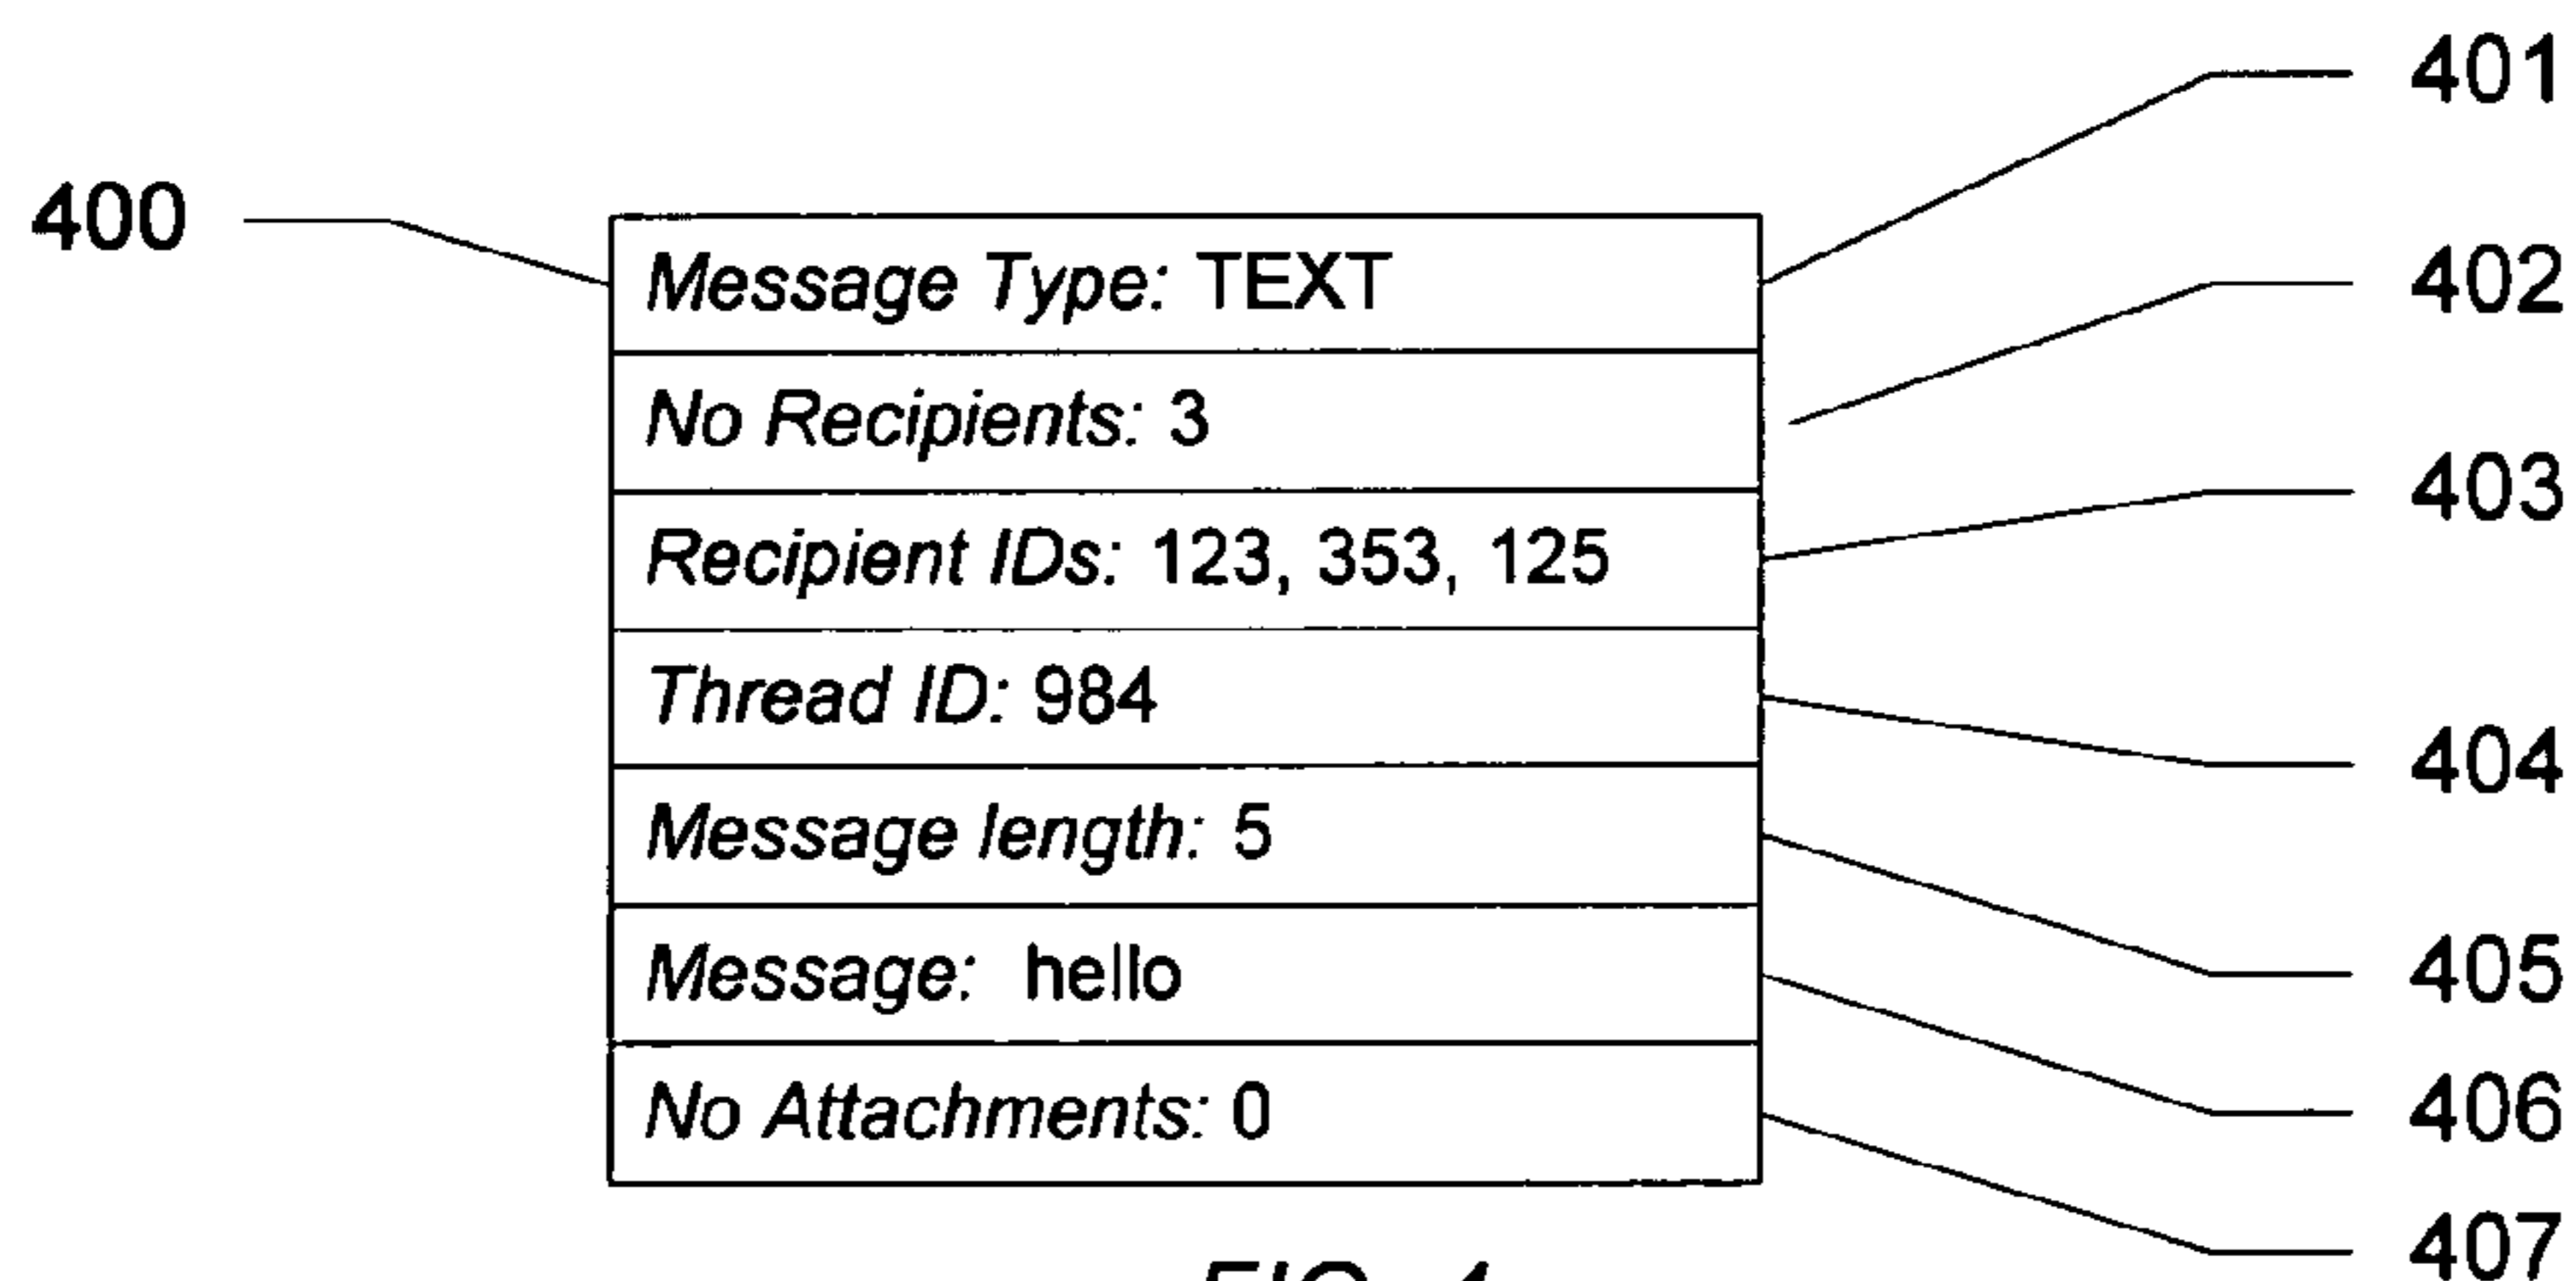 401
400
Message Type: TEXT
402
No Recipients: 3
403
Recipient IDs: 123, 353, 125
Thread ID: 984
404
Message length: 5
405
Message: hello
406
No Attachments: 0
407